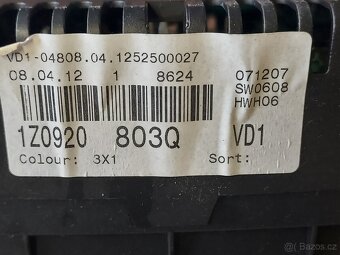 VD1-04808.04.1252500027
08.04.12 1 8624 071207
SW0608
HWH06
1Z0920 803Q VD1
Colour: 3X1 Sort:
Bazoš.cz